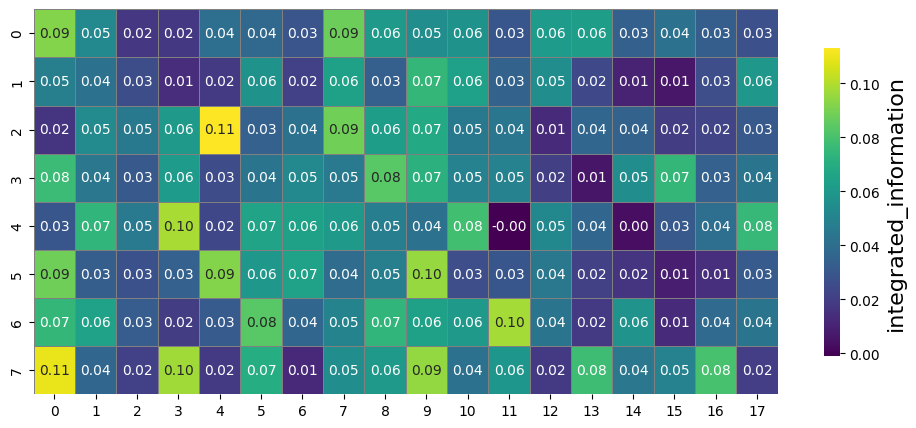 0 0.09 0.05 0.02 0.02 0.04 0.04 0.03 0.09 0.06 0.05 0.06 0.03 0.06 0.06 0.03 0.04 0.03 0.03
1 0.05 0.04 0.03 0.01 0.02 0.06 0.02 0.06 0.03 0.07 0.06 0.03 0.05 0.02 0.01 0.01 0.03 0.06
2 0.02 0.05 0.05 0.06 0.11 0.03 0.04 0.09 0.06 0.07 0.05 0.04 0.01 0.04 0.04 0.02 0.02 0.03
3 0.08 0.04 0.03 0.06 0.03 0.04 0.05 0.05 0.08 0.07 0.05 0.05 0.02 0.01 0.05 0.07 0.03 0.04
4 0.03 0.07 0.05 0.10 0.02 0.07 0.06 0.06 0.05 0.04 0.08 -0.00 0.05 0.04 0.00 0.03 0.04 0.08
5 0.09 0.03 0.03 0.03 0.09 0.06 0.07 0.04 0.05 0.10 0.03 0.03 0.04 0.02 0.02 0.01 0.01 0.03
6 0.07 0.06 0.03 0.02 0.03 0.08 0.04 0.05 0.07 0.06 0.06 0.10 0.04 0.02 0.06 0.01 0.04 0.04
7 0.11 0.04 0.02 0.10 0.02 0.07 0.01 0.05 0.06 0.09 0.04 0.06 0.02 0.08 0.04 0.05 0.08 0.02
0 1 2 3 4 5 6 7 8 9 10 11 12 13 14 15 16 17
0.10
0.08
0.06
0.04
0.02
0.00
integrated_information